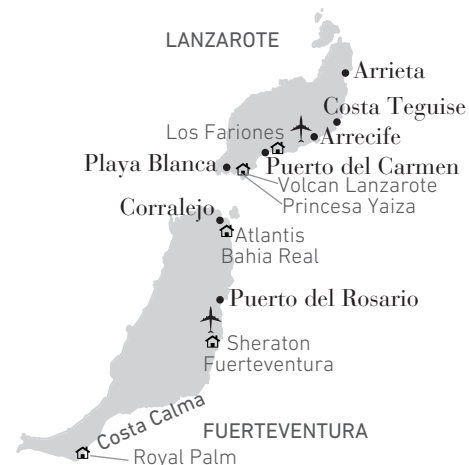 LANZAROTE
Arrieta
Costa Teguise
Los Fariones
Arrecife
Playa Blanca
Puerto del Carmen
Volcan Lanzarote
Princesa Yaiza
Corralejo
Atlantis
Bahia Real
Puerto del Rosario
Sheraton
Fuerteventura
Costa Calma
FUERTEVENTURA
Royal Palm